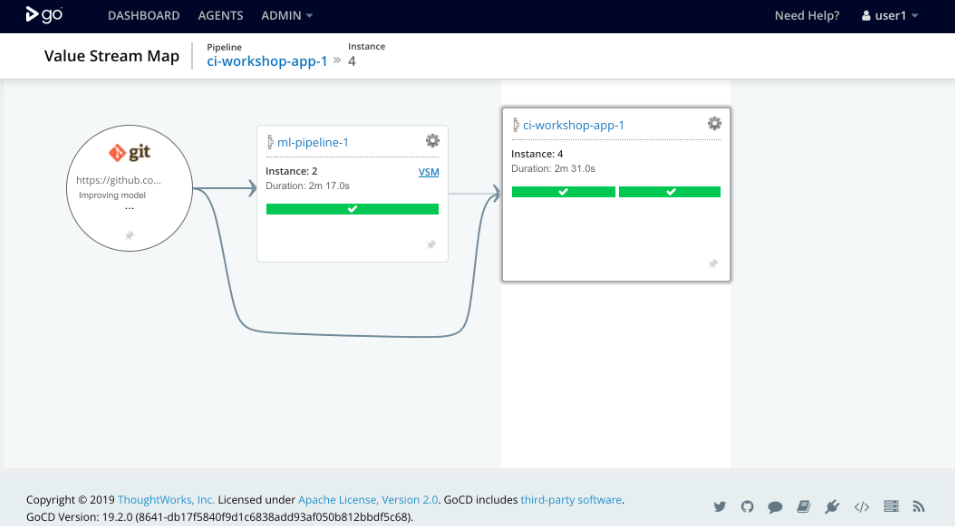 go DASHBOARD AGENTS ADMIN Need Help? user1
Value Stream Map
Pipeline Instance
ci-workshop-app-1 » 4
git
https://github.co...
Improving model
...
ml-pipeline-1
Instance: 2 VSM
Duration: 2m 17.0s
ci-workshop-app-1
Instance: 4
Duration: 2m 31.0s
Copyright © 2019 ThoughtWorks, Inc. Licensed under Apache License, Version 2.0. GoCD includes third-party software.
GoCD Version: 19.2.0 (8641-db17f5840f9d1c6838add93af050b812bbdf5c68).